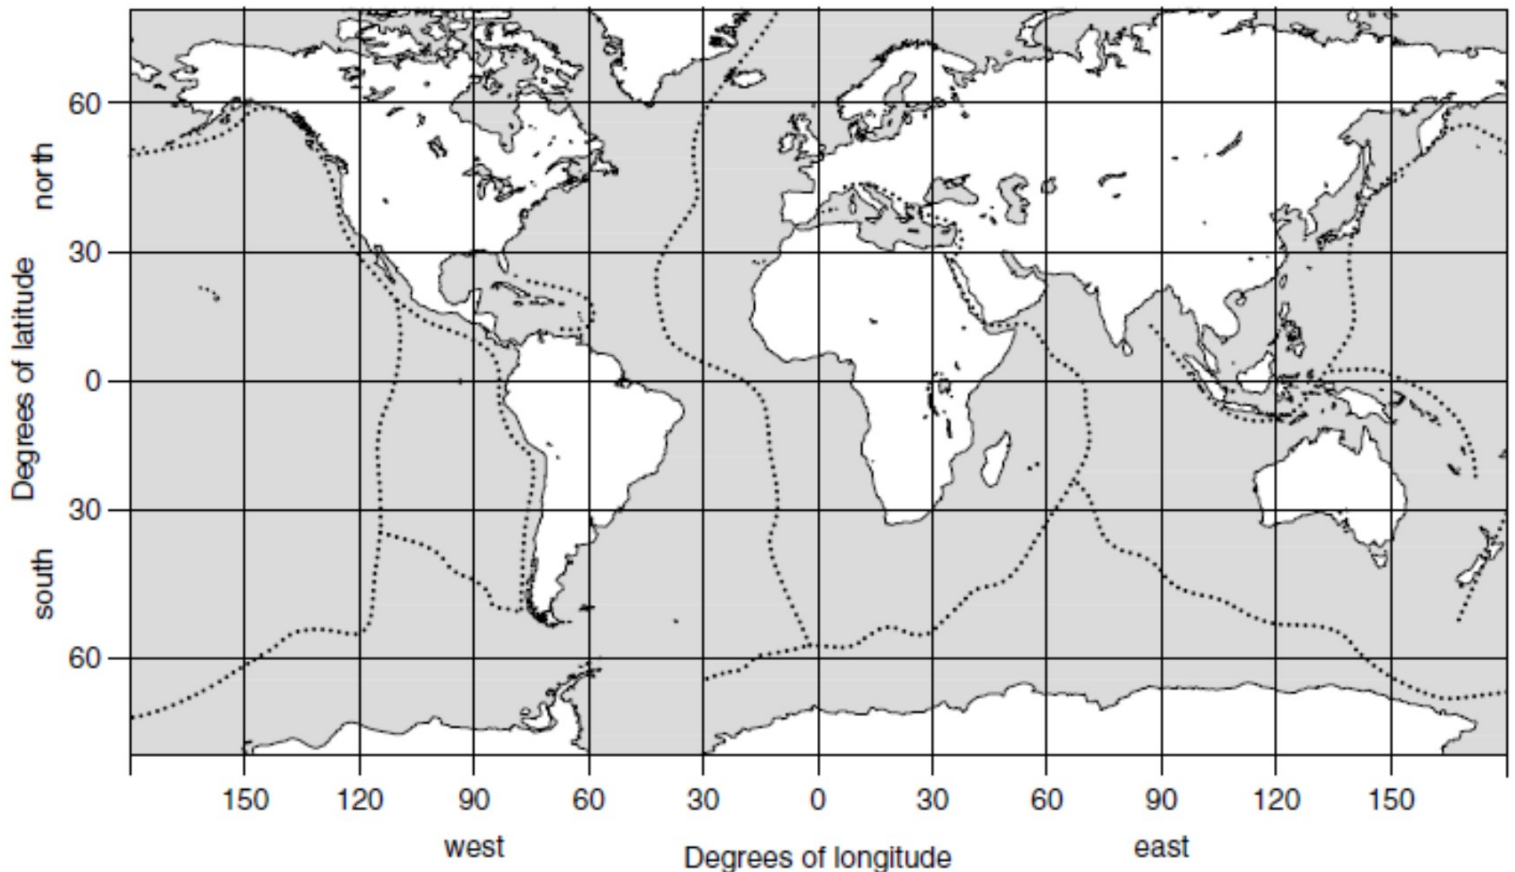 60
north
30
Degrees of latitude
0
30
south
60
150 120 90 60 30 0 30 60 90 120 150
west Degrees of longitude east